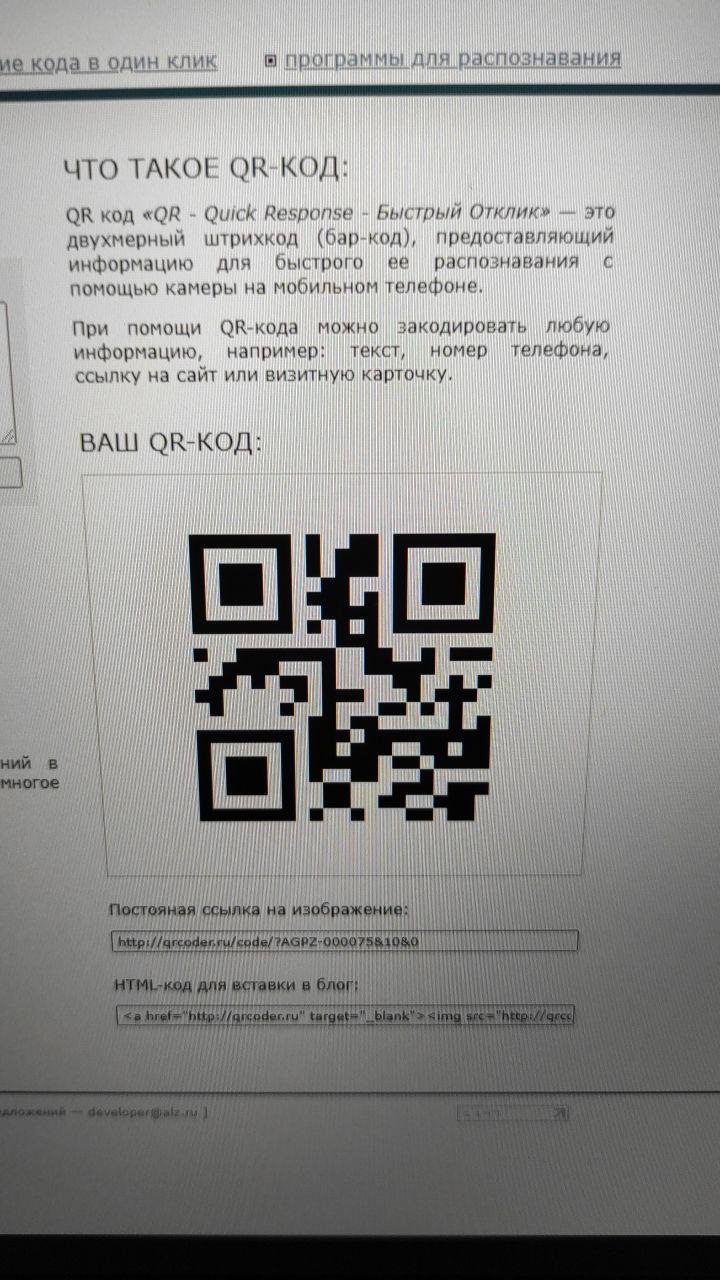 ие кода в один клик программы для распознавания
ЧТО ТАКОЕ QR-КОД:
QR код «QR - Quick Response - Быстрый Отклик» — это
двухмерный штрихкод (бар-код), предоставляющий
информацию для быстрого ее распознавания с
помощью камеры на мобильном телефоне.
При помощи QR-кода можно закодировать любую
информацию, например: текст, номер телефона,
ссылку на сайт или визитную карточку.
ВАШ QR-КОД:
ний в
многое
Постояная ссылка на изображение:
http://qrcoder.ru/code/?AGPZ-000075&10&0
HTML-код для вставки в блог:
<a href="http://qrcoder.ru" target="_blank"><img src="http://qrcc
дложений — developer@alz.ru ]